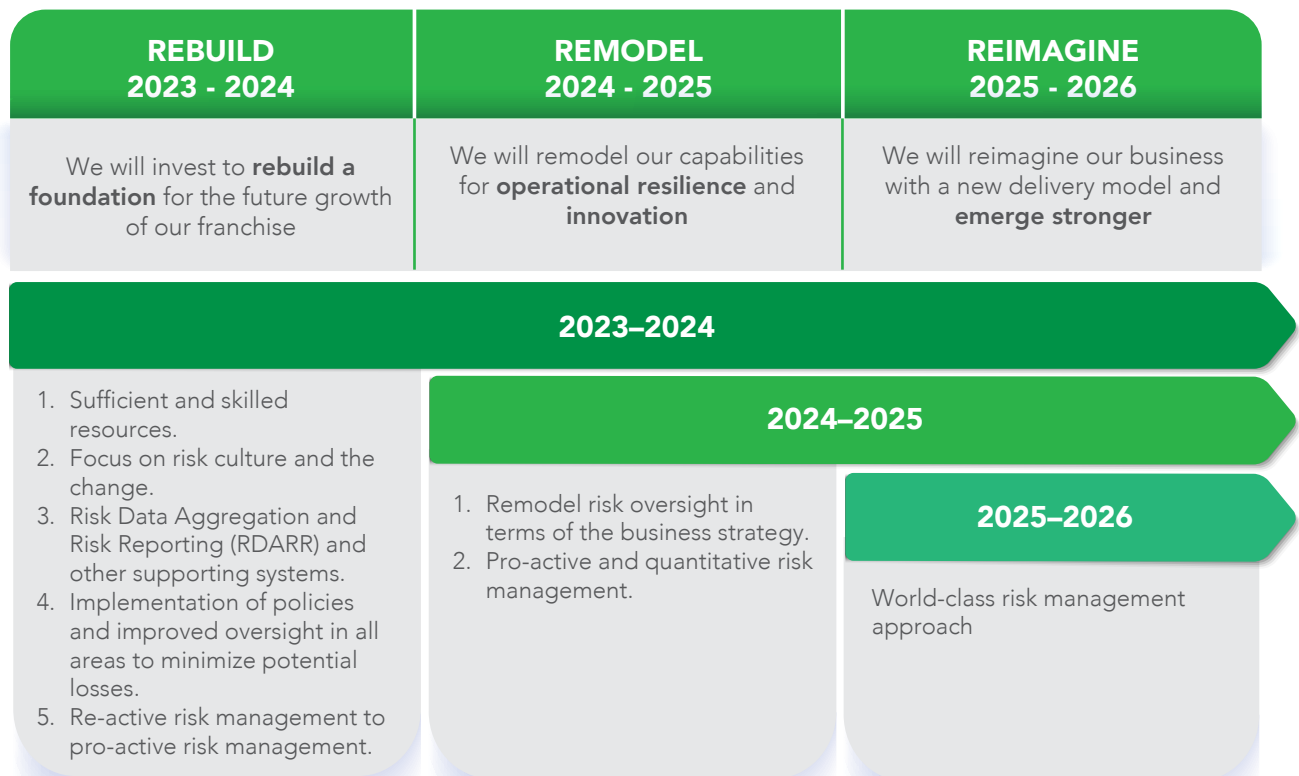 REBUILD
2023 - 2024
REMODEL
2024 - 2025
REIMAGINE
2025 - 2026
We will invest to rebuild a
foundation for the future growth
of our franchise
We will remodel our capabilities
for operational resilience and
innovation
We will reimagine our business
with a new delivery model and
emerge stronger
2023–2024
1. Sufficient and skilled
resources.
2. Focus on risk culture and the
change.
3. Risk Data Aggregation and
Risk Reporting (RDARR) and
other supporting systems.
4. Implementation of policies
and improved oversight in all
areas to minimize potential
losses.
5. Re-active risk management to
pro-active risk management.
2024–2025
1. Remodel risk oversight in
terms of the business strategy.
2. Pro-active and quantitative risk
management.
2025–2026
World-class risk management
approach